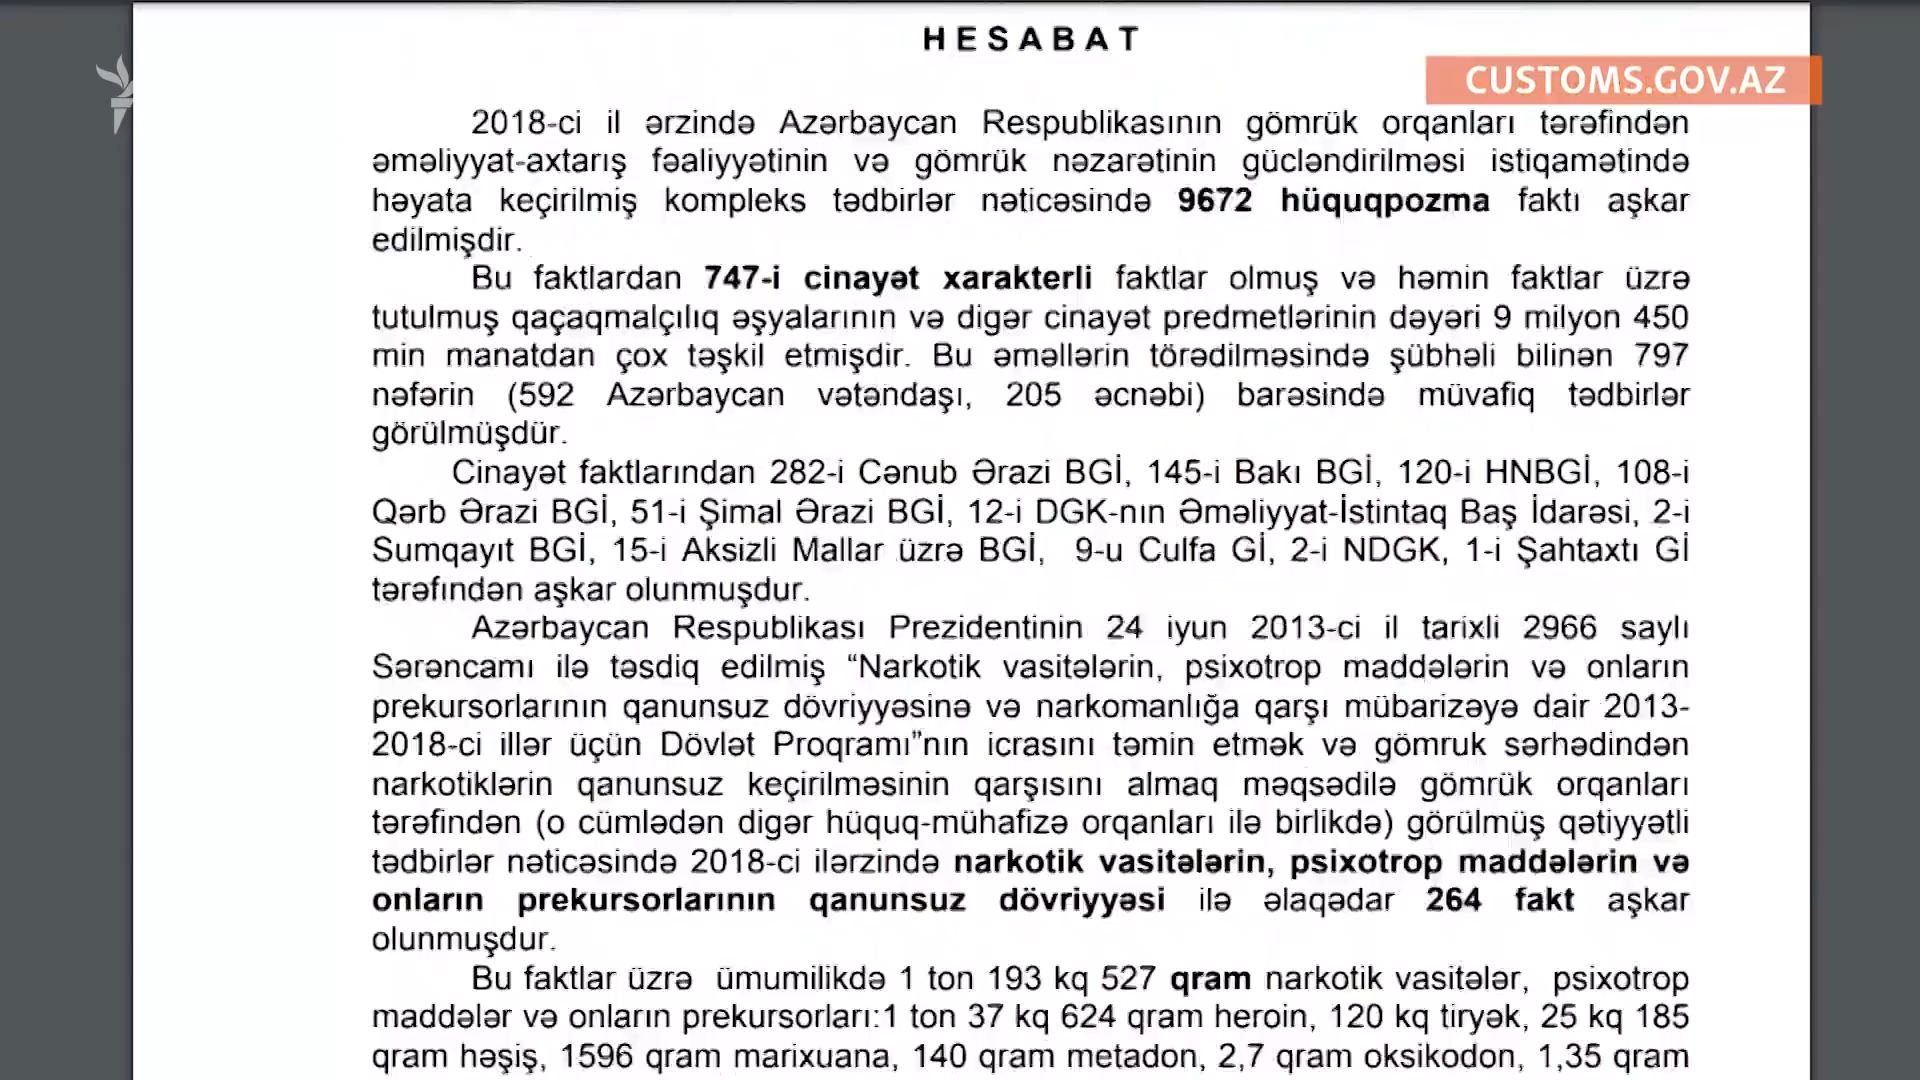 HESABAT
CUSTOMS.GOV.AZ
2018-ci il ərzində Azərbaycan Respublikasının gömrük orqanları tərəfindən
əməliyyat-axtarış fəaliyyətinin və gömrük nəzarətinin gücləndirilməsi istiqamətində
həyata keçirilmiş kompleks tədbirlər nəticəsində 9672 hüquqpozma faktı aşkar
edilmişdir.
Bu faktlardan 747-i cinayət xarakterli faktlar olmuş və həmin faktlar üzrə
tutulmuş qaçaqmalçılıq əşyalarının və digər cinayət predmetlərinin dəyəri 9 milyon 450
min manatdan çox təşkil etmişdir. Bu əməllərin törədilməsində şübhəli bilinən 797
nəfərin (592 Azərbaycan vətəndaşı, 205 əcnəbi) barəsində müvafiq tədbirlər
görülmüşdür.
Cinayət faktlarından 282-i Cənub Ərazi BGİ, 145-i Bakı BGİ, 120-i HNBGİ, 108-i
Qərb Ərazi BGİ, 51-i Şimal Ərazi BGİ, 12-i DGK-nın Əməliyyat-İstintaq Baş İdarəsi, 2-i
Sumqayıt BGİ, 15-i Aksizli Mallar üzrə BGİ, 9-u Culfa Gİ, 2-i NDGK, 1-i Şahtaxtı Gİ
tərəfındən aşkar olunmuşdur.
Azərbaycan Respublikası Prezidentinin 24 iyun 2013-ci il tarixli 2966 saylı
Sərəncamı ilə təsdiq edilmiş “Narkotik vasitələrin, psixotrop maddələrin və onların
prekursorlarının qanunsuz dövriyyəsinə və narkomanlığa qarşı mübarizəyə dair 2013-
2018-ci illər üçün Dövlət Proqramı”nın icrasını təmin etmək və gömruk sərhədindən
narkotiklərin qanunsuz keçirilməsinin qarşısını almaq məqsədilə gömrük orqanları
tərəfindən (o cümlədən digər hüquq-mühafizə orqanları ilə birlikdə) görülmüş qətiyyətli
tədbirlər nəticəsində 2018-ci ilərzində narkotik vasitələrin, psixotrop maddələrin və
onların prekursorlarının qanunsuz dövriyyəsi ilə əlaqədar 264 fakt aşkar
olunmuşdur.
Bu faktlar üzrə ümumilikdə 1 ton 193 kq 527 qram narkotik vasitələr, psixotrop
maddələr və onların prekursorları:1 ton 37 kq 624 qram heroin, 120 kq tiryək, 25 kq 185
qram həşiş, 1596 qram marixuana, 140 qram metadon, 2,7 qram oksikodon, 1,35 qram